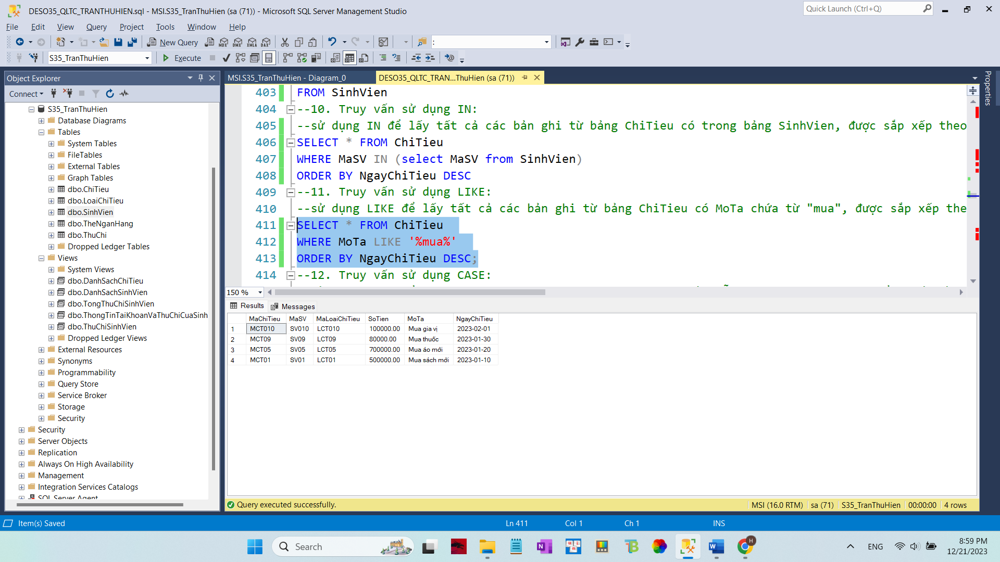 DESO35_QLTC_TRANTHUHIEN.sql - MSI.S35_TranThuHien (sa (71)) - Microsoft SQL Server Management Studio
Quick Launch (Ctrl+Q)
File Edit View Query Project Tools Window Help
New Query
S35_TranThuHien
Execute
Object Explorer
Connect
S35_TranThuHien
Database Diagrams
Tables
System Tables
FileTables
External Tables
Graph Tables
dbo.ChiTieu
dbo.LoaiChiTieu
dbo.SinhVien
dbo.TheNganHang
dbo.ThuChi
Dropped Ledger Tables
Views
System Views
dbo.DanhSachChiTieu
dbo.DanhSachSinhVien
dbo.TongThuChiSinhVien
dbo.ThongTinTaiKhoanVaThuChiCuaSinh
dbo.ThuChiSinhVien
Dropped Ledger Views
External Resources
Synonyms
Programmability
Query Store
Service Broker
Storage
Security
Security
Server Objects
Replication
Always On High Availability
Management
Integration Services Catalogs
SQL Server Agent
MSI.S35_TranThuHien - Diagram_0
DESO35_QLTC_TRAN...ThuHien (sa (71))
Properties
403 FROM SinhVien
404 --10. Truy vấn sử dụng IN:
405 --sử dụng IN để lấy tất cả các bản ghi từ bảng ChiTieu có trong bảng SinhVien, được sắp xếp theo
406 SELECT * FROM ChiTieu
407 WHERE MaSV IN (select MaSV from SinhVien)
408 ORDER BY NgayChiTieu DESC
409 --11. Truy vấn sử dụng LIKE:
410 --sử dụng LIKE để lấy tất cả các bản ghi từ bảng ChiTieu có MoTa chứa từ "mua", được sắp xếp the
411 SELECT * FROM ChiTieu
412 WHERE MoTa LIKE '%mua%'
413 ORDER BY NgayChiTieu DESC;
414 --12. Truy vấn sử dụng CASE:
150 %
Results Messages
MaChiTieu MaSV MaLoaiChiTieu SoTien MoTa NgayChiTieu
1 MCT010 SV010 LCT010 100000.00 Mua gia vị 2023-02-01
2 MCT09 SV09 LCT09 80000.00 Mua thuốc 2023-01-30
3 MCT05 SV05 LCT05 700000.00 Mua áo mới 2023-01-20
4 MCT01 SV01 LCT01 500000.00 Mua sách mới 2023-01-10
Query executed successfully.
MSI (16.0 RTM) sa (71) S35_TranThuHien 00:00:00 4 rows
Item(s) Saved
Ln 411 Col 1 Ch 1 INS
Search
ENG
8:59 PM
12/21/2023